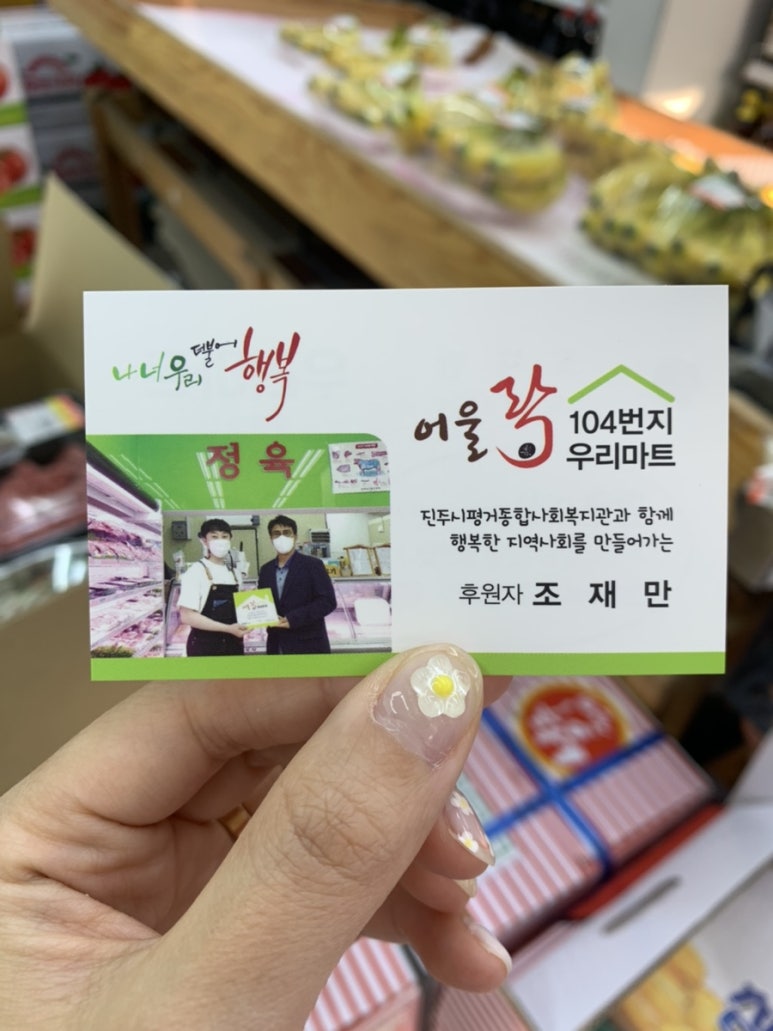 나 너 우리 더불어 행복
정육
어울락
104번지
우리마트
진주시평거종합사회복지관과 함께
행복한 지역사회를 만들어가는
후원자 조 재 만